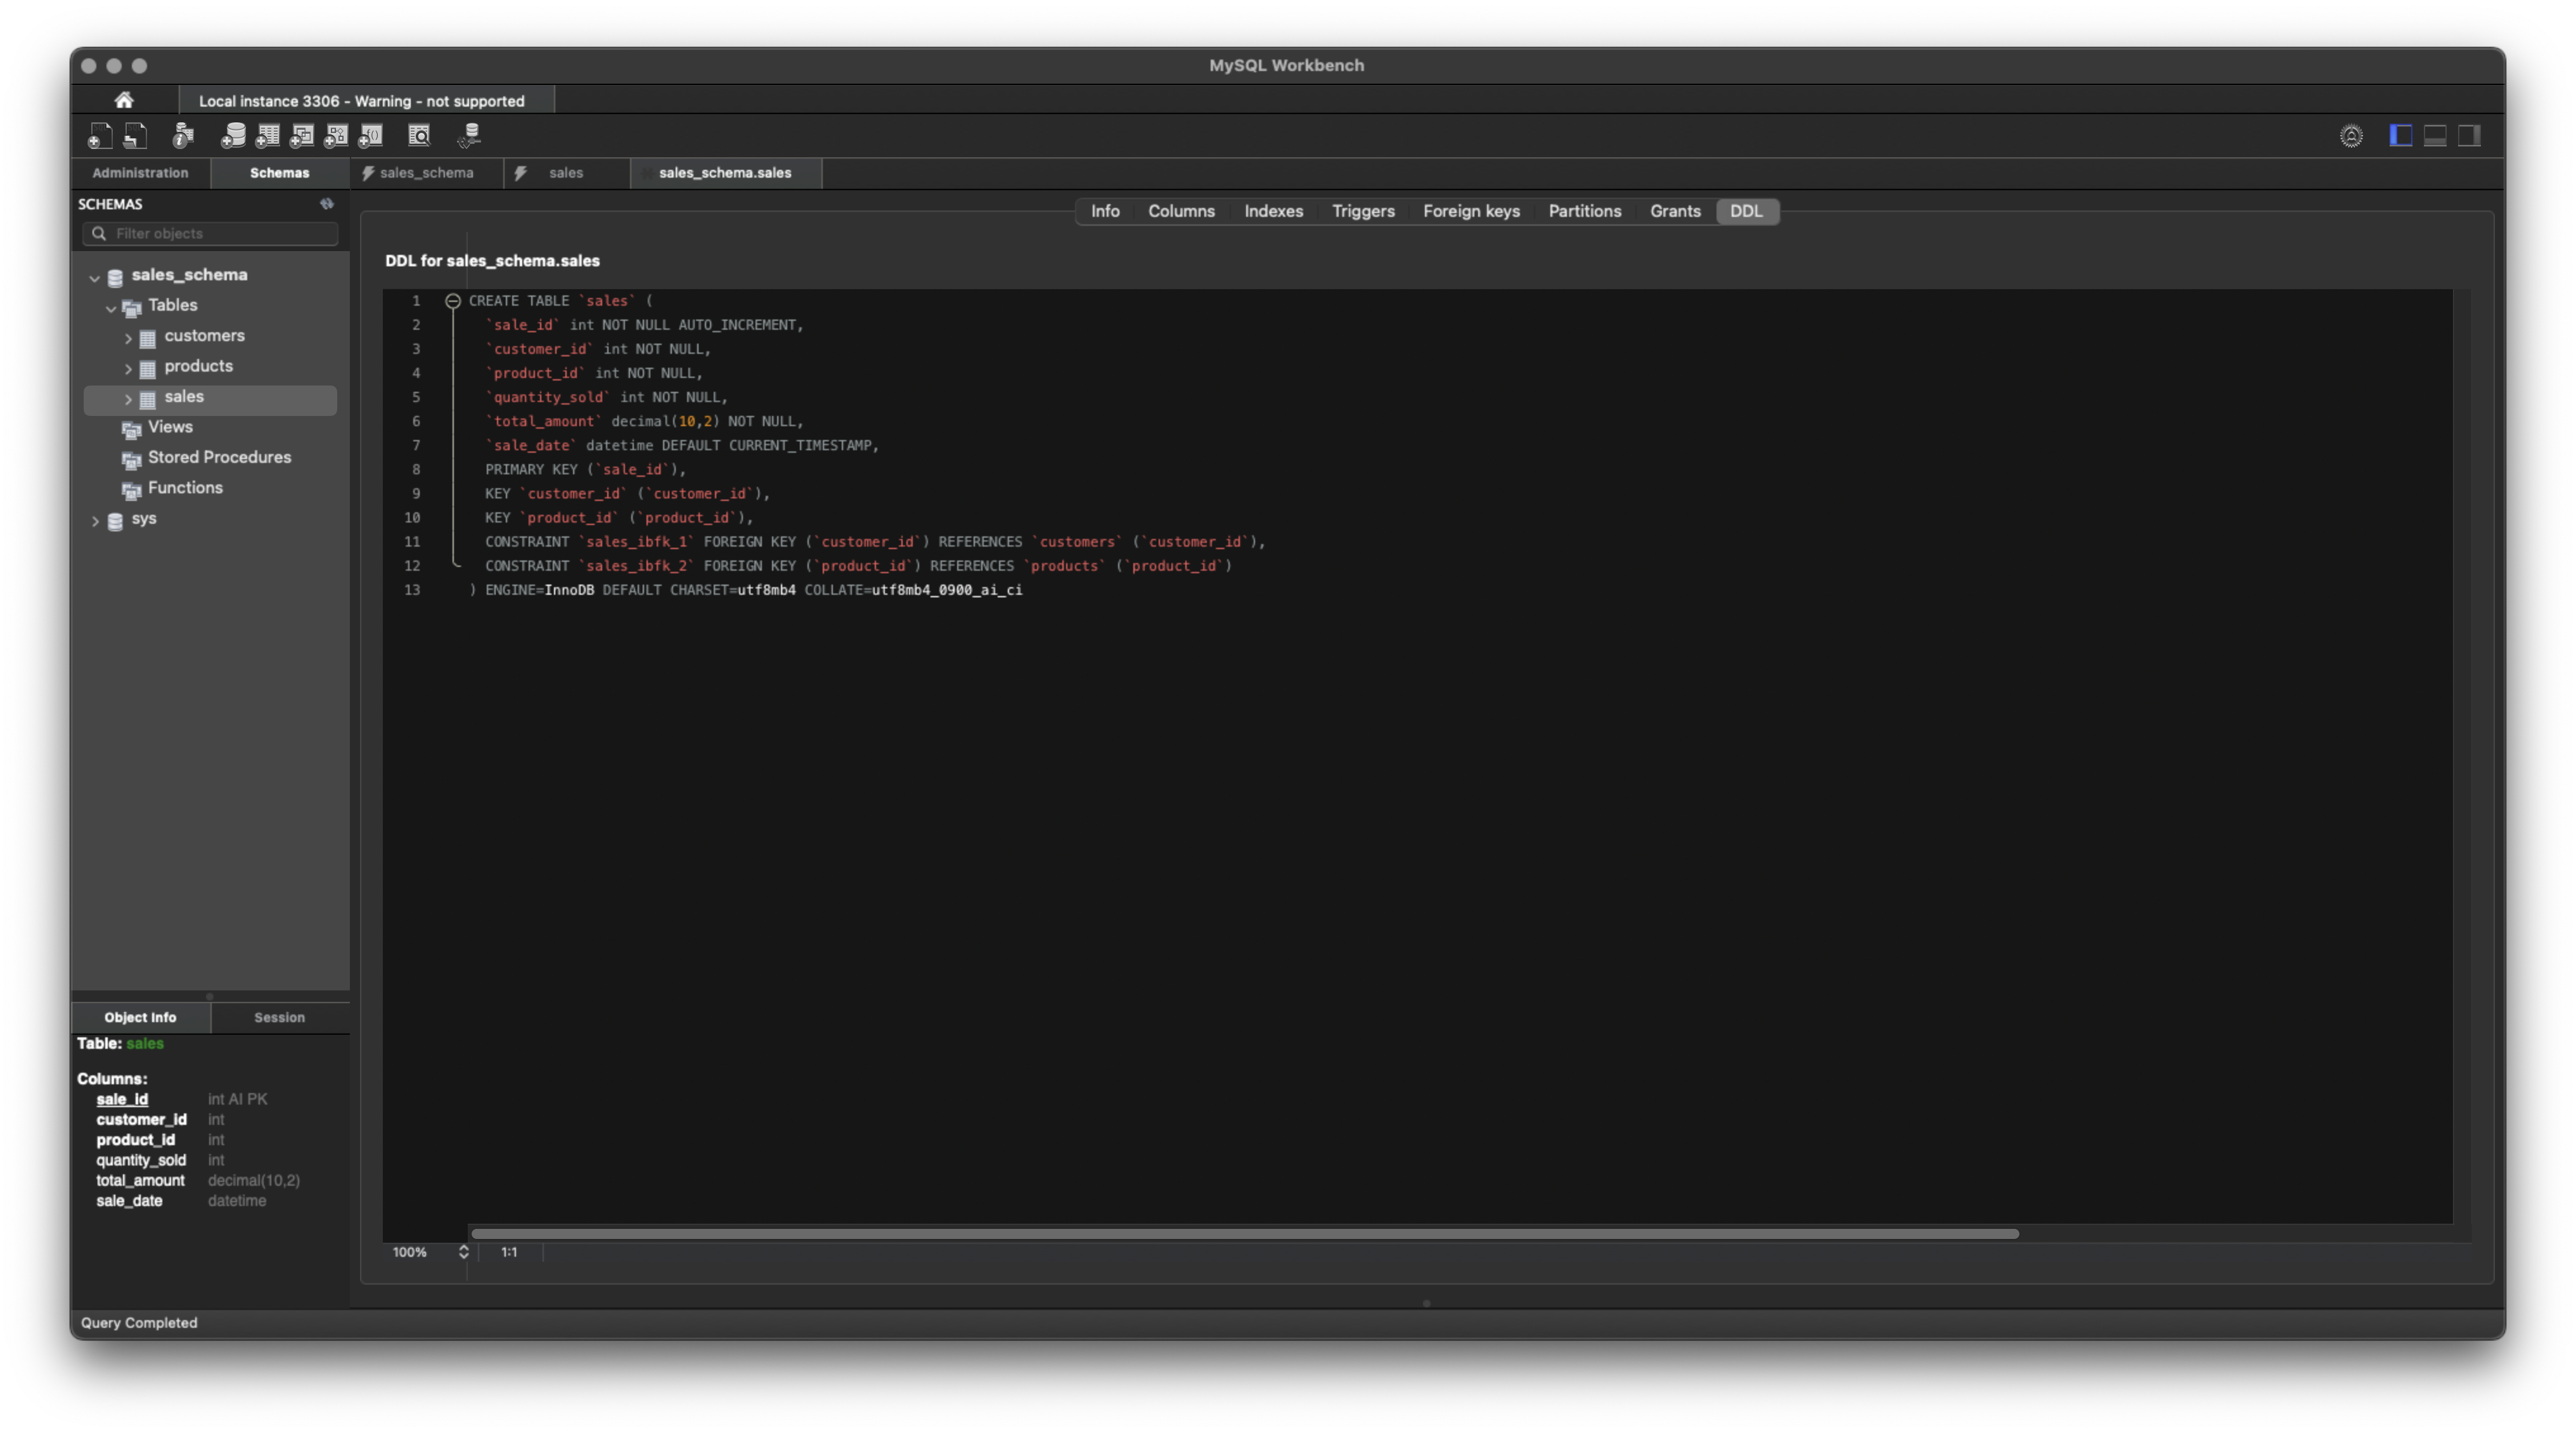 MySQL Workbench
Local instance 3306 - Warning - not supported
Administration
Schemas
sales_schema
sales
sales_schema.sales
SCHEMAS
Filter objects
sales_schema
Tables
customers
products
sales
Views
Stored Procedures
Functions
sys
Info
Columns
Indexes
Triggers
Foreign keys
Partitions
Grants
DDL
DDL for sales_schema.sales
1 CREATE TABLE `sales` (
2 `sale_id` int NOT NULL AUTO_INCREMENT,
3 `customer_id` int NOT NULL,
4 `product_id` int NOT NULL,
5 `quantity_sold` int NOT NULL,
6 `total_amount` decimal(10,2) NOT NULL,
7 `sale_date` datetime DEFAULT CURRENT_TIMESTAMP,
8 PRIMARY KEY (`sale_id`),
9 KEY `customer_id` (`customer_id`),
10 KEY `product_id` (`product_id`),
11 CONSTRAINT `sales_ibfk_1` FOREIGN KEY (`customer_id`) REFERENCES `customers` (`customer_id`),
12 CONSTRAINT `sales_ibfk_2` FOREIGN KEY (`product_id`) REFERENCES `products` (`product_id`)
13 ) ENGINE=InnoDB DEFAULT CHARSET=utf8mb4 COLLATE=utf8mb4_0900_ai_ci
Object Info
Session
Table: sales
Columns:
sale_id int AI PK
customer_id int
product_id int
quantity_sold int
total_amount decimal(10,2)
sale_date datetime
100%
1:1
Query Completed